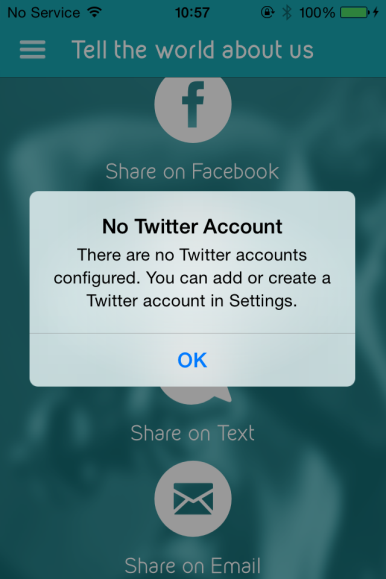 No Service 10:57 100%
Tell the world about us
f
Share on Facebook
No Twitter Account
There are no Twitter accounts
configured. You can add or create a
Twitter account in Settings.
OK
Share on Text
Share on Email